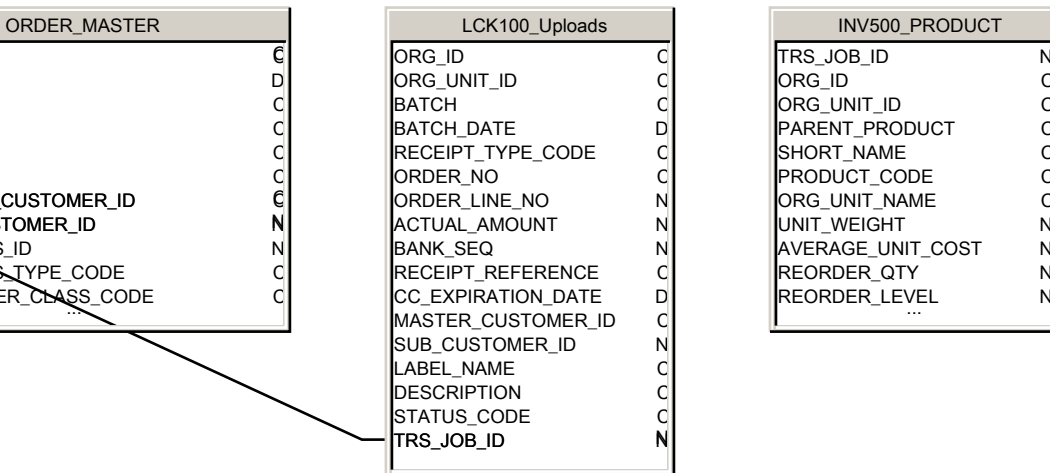 ORDER_MASTER
C
D
C
C
C
C
_CUSTOMER_ID C
TOMER_ID N
S_ID N
S_TYPE_CODE C
ER_CLASS_CODE C
...
LCK100_Uploads
ORG_ID C
ORG_UNIT_ID C
BATCH C
BATCH_DATE D
RECEIPT_TYPE_CODE C
ORDER_NO C
ORDER_LINE_NO N
ACTUAL_AMOUNT N
BANK_SEQ N
RECEIPT_REFERENCE C
CC_EXPIRATION_DATE D
MASTER_CUSTOMER_ID C
SUB_CUSTOMER_ID N
LABEL_NAME C
DESCRIPTION C
STATUS_CODE C
TRS_JOB_ID N
INV500_PRODUCT
TRS_JOB_ID N
ORG_ID C
ORG_UNIT_ID C
PARENT_PRODUCT C
SHORT_NAME C
PRODUCT_CODE C
ORG_UNIT_NAME C
UNIT_WEIGHT N
AVERAGE_UNIT_COST N
REORDER_QTY N
REORDER_LEVEL N
...